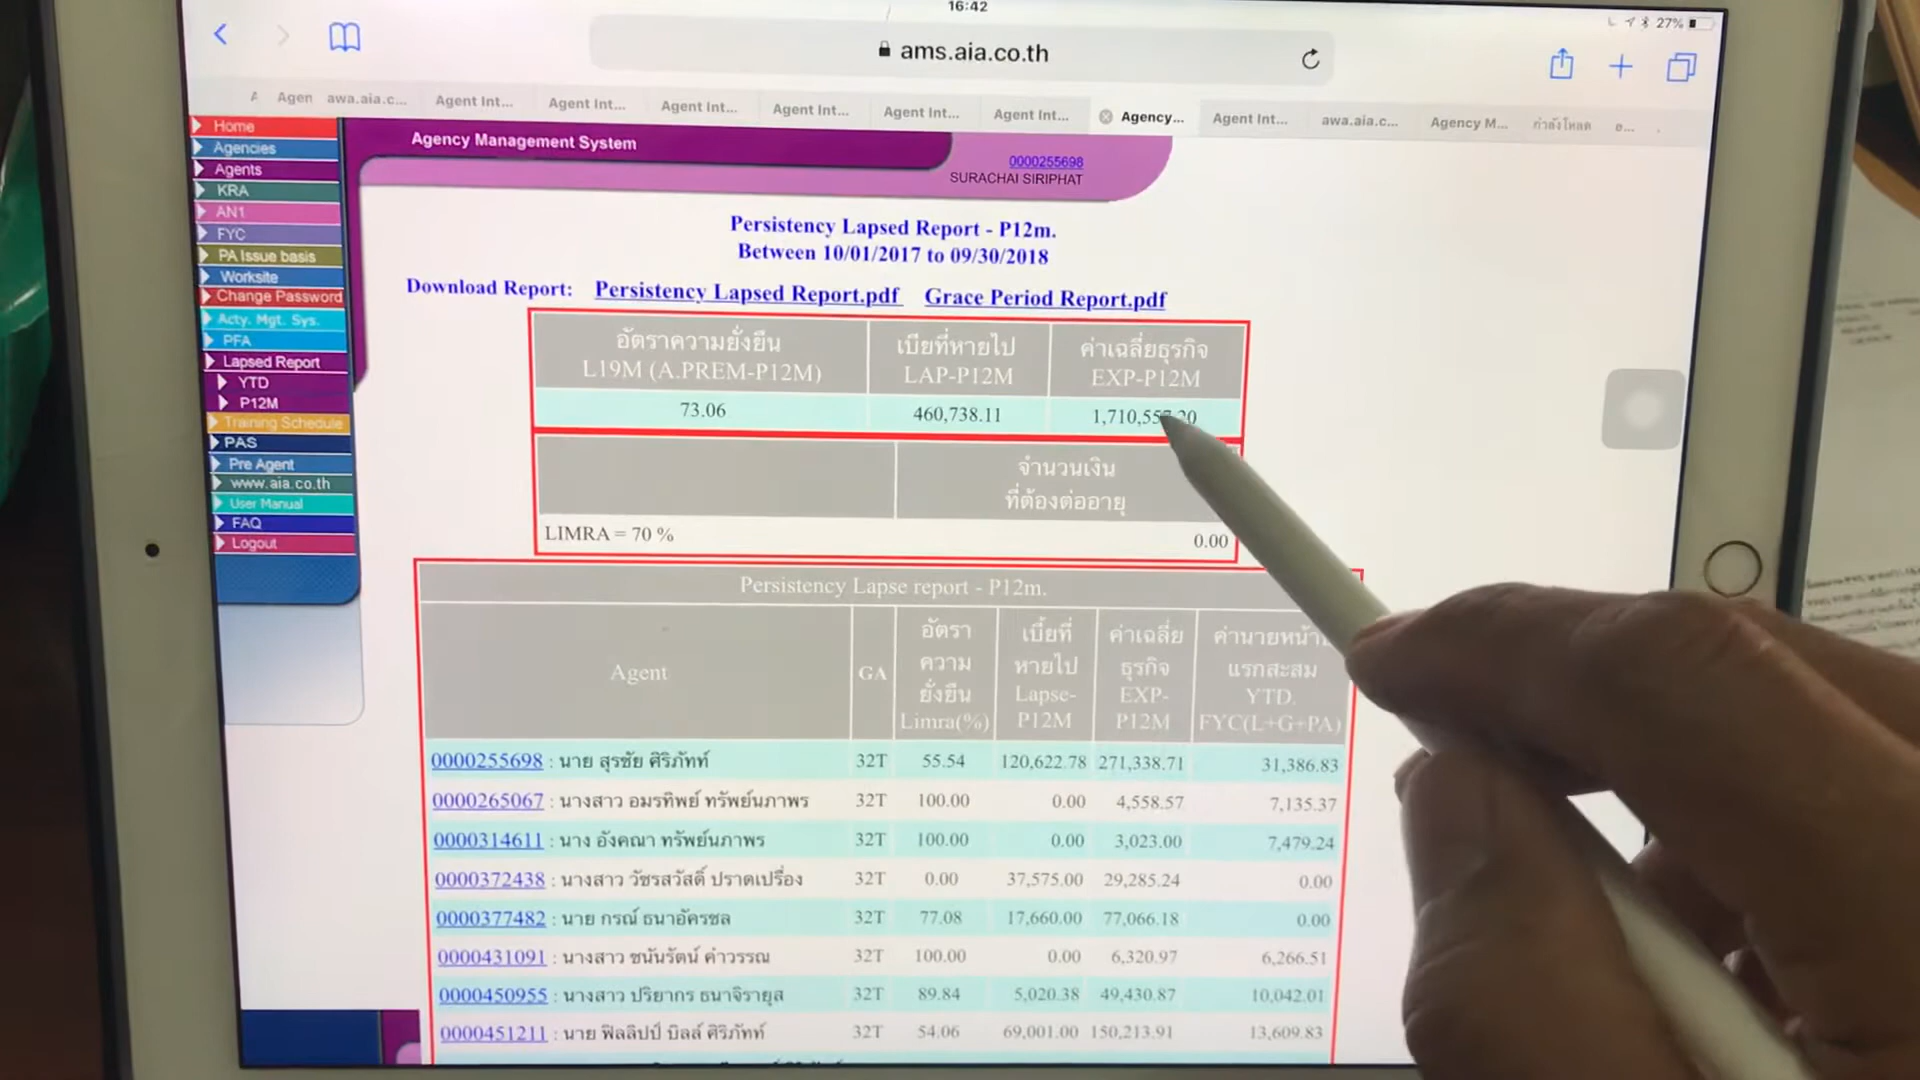 16:42
27%
ams.aia.co.th
Agen
awa.aia.c...
Agent Int...
Agent Int...
Agent Int...
Agent Int...
Agent Int...
Agent Int...
Agency...
Agent Int...
awa.aia.c...
Agency M...
กำลังโหลด
Home
Agencies
Agents
KRA
AN1
FYC
PA Issue basis
Worksite
Change Password
Acty. Mgt. Sys.
PFA
Lapsed Report
YTD
P12M
Training Schedule
PAS
Pre Agent
www.aia.co.th
User Manual
FAQ
Logout
Agency Management System
0000255698
SURACHAI SIRIPHAT
Persistency Lapsed Report - P12m.
Between 10/01/2017 to 09/30/2018
Download Report: Persistency Lapsed Report.pdf Grace Period Report.pdf
อัตราความยั่งยืน
L19M (A.PREM-P12M)
เบี้ยที่หายไป
LAP-P12M
ค่าเฉลี่ยธุรกิจ
EXP-P12M
73.06 460,738.11
จำนวนเงิน
ที่ต้องต่ออายุ
LIMRA = 70 % 0.00
Persistency Lapse report - P12m.
Agent
GA
อัตรา
ความ
ยั่งยืน
Limra(%)
เบี้ยที่
หายไป
Lapse-
P12M
ค่าเฉลี่ย
ธุรกิจ
EXP-
P12M
ค่านายหน้า
แรกสะสม
YTD.
FYC(L+G+PA)
0000255698 : นาย สุรชัย ศิริภัทท์ 32T 55.54 120,622.78 271,338.71 31,386.83
0000265067 : นางสาว อมรทิพย์ ทรัพย์นภาพร 32T 100.00 0.00 4,558.57 7,135.37
0000314611 : นาง อังคณา ทรัพย์นภาพร 32T 100.00 0.00 3,023.00 7,479.24
0000372438 : นางสาว วัชรสวัสดิ์ ปราดเปรื่อง 32T 0.00 37,575.00 29,285.24 0.00
0000377482 : นาย กรณ์ ธนาอัครชล 32T 77.08 17,660.00 77,066.18 0.00
0000431091 : นางสาว ชนันรัตน์ คำวรรณ 32T 100.00 0.00 6,320.97 6,266.51
0000450955 : นางสาว ปริยากร ธนาจิรายุส 32T 89.84 5,020.38 49,430.87 10,042.01
0000451211 : นาย ฟิลลิปป์ บิลล์ ศิริภัทท์ 32T 54.06 69,001.00 150,213.91 13,609.83